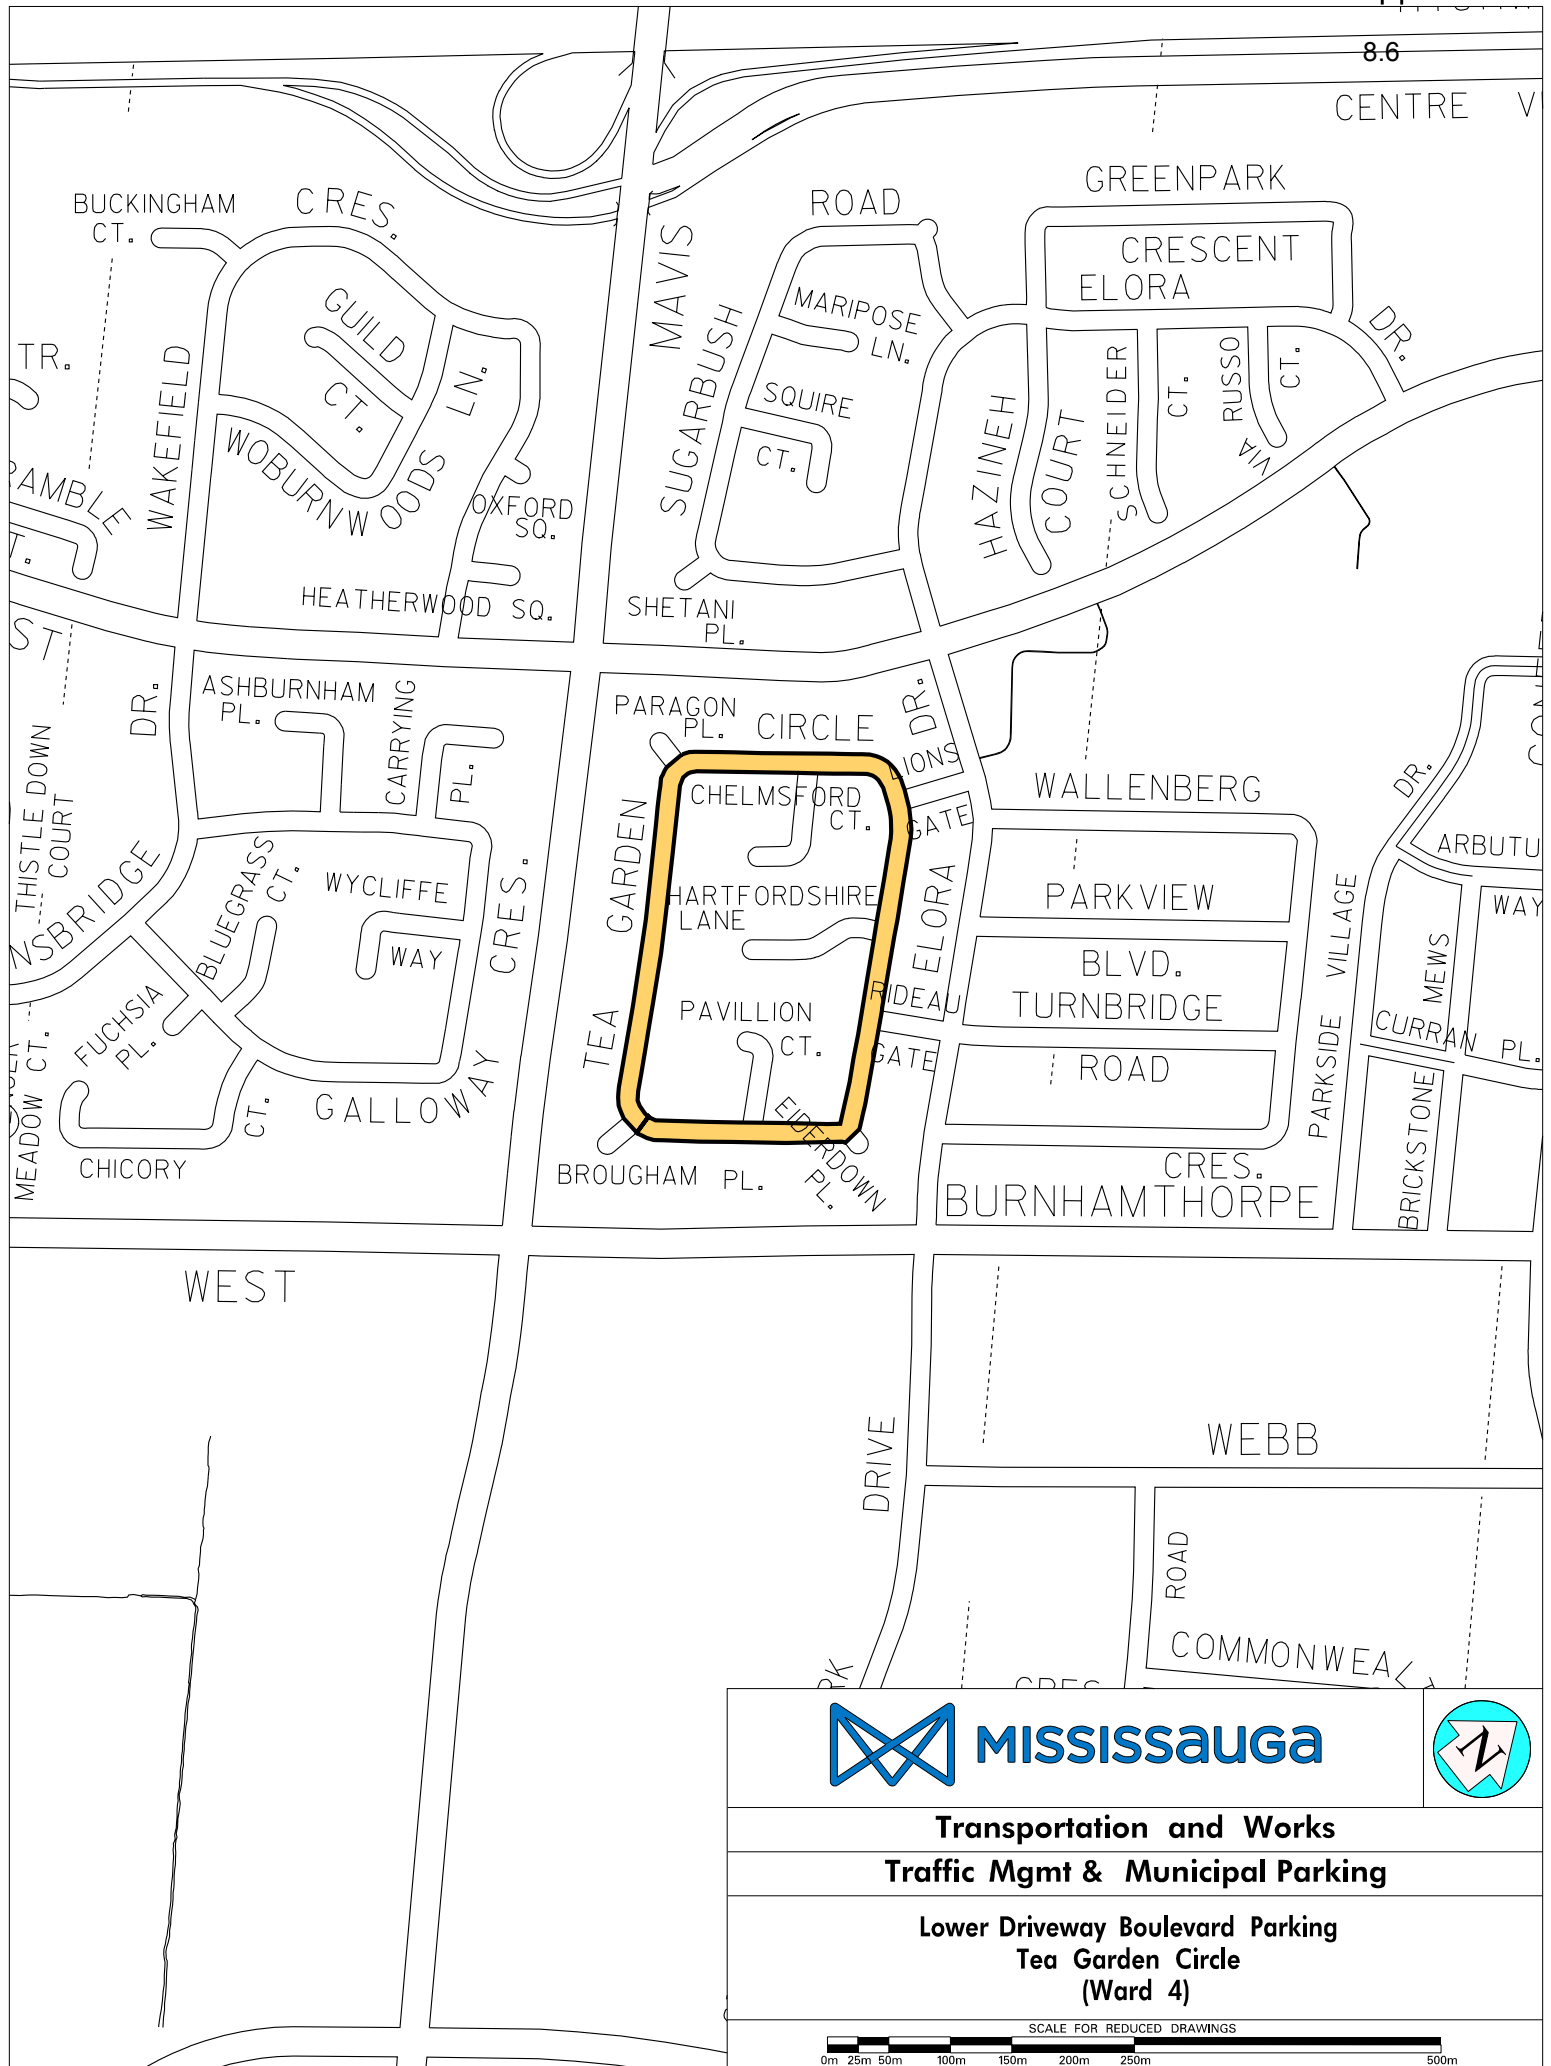 8.6
CENTRE
GREENPARK
BUCKINGHAM
CT.
CRES.
ROAD
CRESCENT
ELORA
MAVIS
GUILD
CT.
MARIPOSE
LN.
DR.
TR.
WAKEFIELD
LN.
SUGARBUSH
SQUIRE
CT.
HAZINEH
COURT
SCHNEIDER
CT.
VIA
RUSSO
CT.
WOBURNWOODS
OXFORD
SQ.
HEATHERWOOD SQ.
SHETANI
PL.
DR.
ASHBURNHAM
PL.
CARRYING
PL.
PARAGON
PL.
CIRCLE
DR.
LIONS
GATE
CHELMSFORD
CT.
WALLENBERG
DR.
THISTLE DOWN
COURT
BLUEGRASS
CT.
WYCLIFFE
WAY
CRES.
TEA GARDEN
HARTFORDSHIRE
LANE
ELORA
PARKVIEW
BLVD.
TURNBRIDGE
ROAD
PARKSIDE VILLAGE
WAY
MEWS
CURRAN PL.
FUCHSIA
PL.
PAVILLION
CT.
RIDEAU
GATE
MEADOW CT.
CHICORY
CT.
GALLOWAY
EIDERDOWN
PL.
BROUGHAM PL.
CRES.
BRICKSTONE
BURNHAMTHORPE
WEST
DRIVE
WEBB
ROAD
MISSISSAUGA
N
Transportation and Works
Traffic Mgmt & Municipal Parking
Lower Driveway Boulevard Parking
Tea Garden Circle
(Ward 4)
SCALE FOR REDUCED DRAWINGS
0m 25m 50m 100m 150m 200m 250m 500m